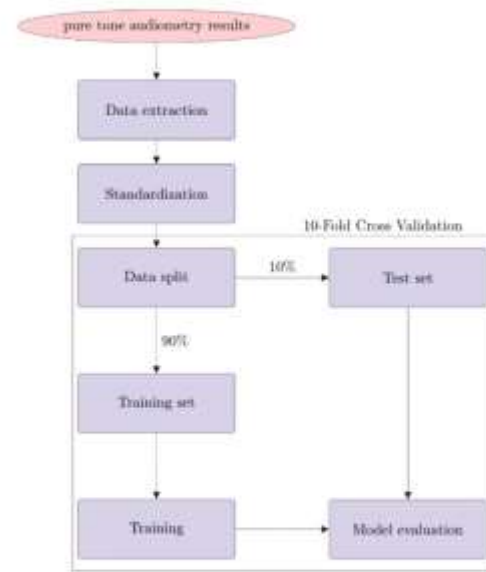 pure tone audiometry results
Data extraction
Standardization
10-Fold Cross Validation
Data split
10%
Test set
90%
Training set
Training
Model evaluation